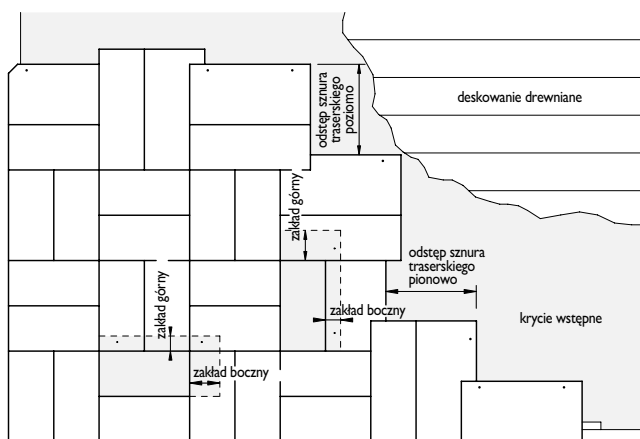 deskowanie drewniane
odstęp sznura
traserskiego
poziomo
zakład górny
odstęp sznura
traserskiego
pionowo
zakład górny
zakład boczny
krycie wstępne
zakład boczny